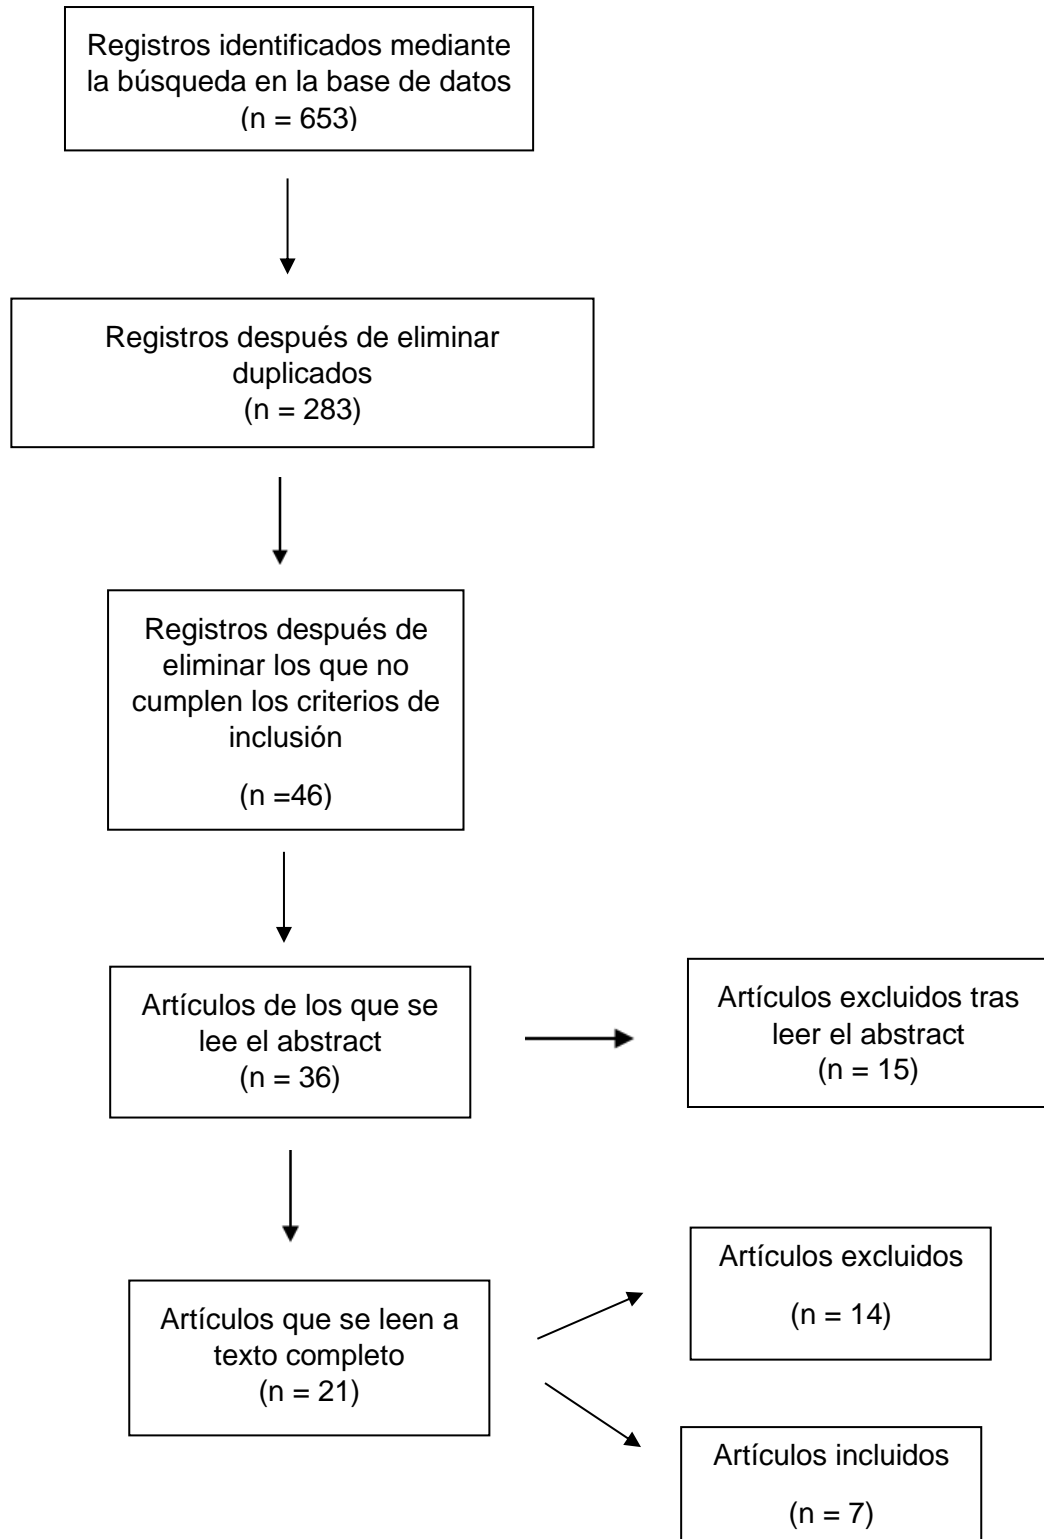 Registros identificados mediante
la búsqueda en la base de datos
(n = 653)
Registros después de eliminar
duplicados
(n = 283)
Registros después de
eliminar los que no
cumplen los criterios de
inclusión
(n =46)
Artículos de los que se
lee el abstract
(n = 36)
Artículos excluidos tras
leer el abstract
(n = 15)
Artículos que se leen a
texto completo
(n = 21)
Artículos excluidos
(n = 14)
Artículos incluidos
(n = 7)